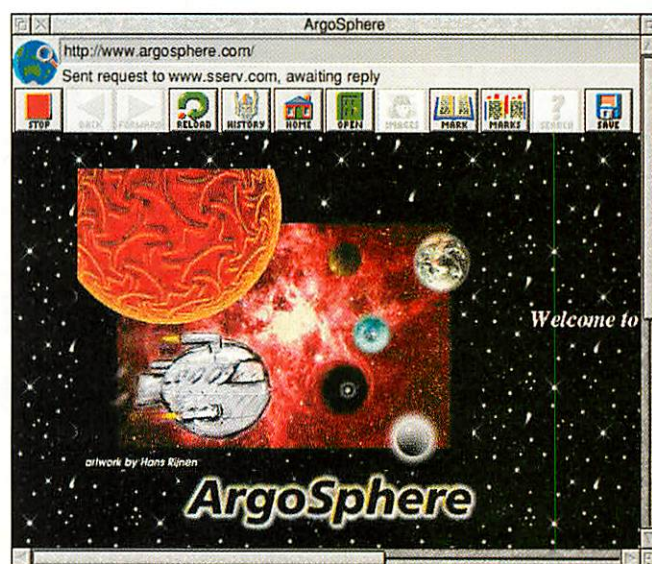 ArgoSphere
http://www.argosphere.com/
Sent request to www.sserv.com, awaiting reply
STOP BACK FORWARD RELOAD HISTORY HOME OPEN IMAGES MARK MARKS SEARCH SAVE
Welcome to
artwork by Hans Rijnen
ArgoSphere